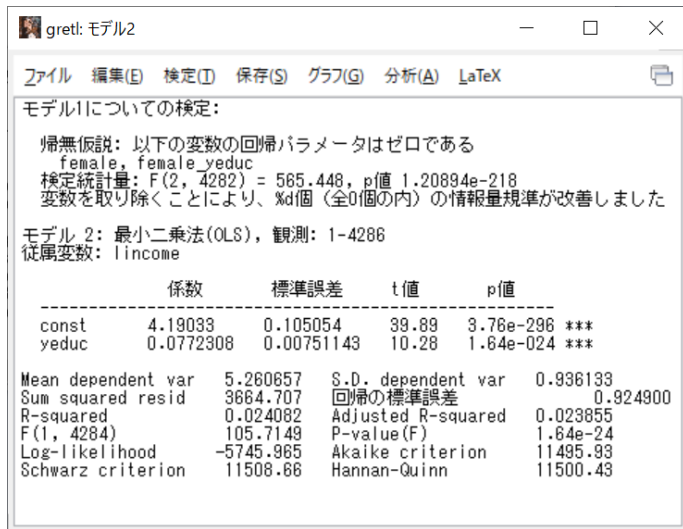 gretl: モデル2
ファイル 編集(E) 検定(T) 保存(S) グラフ(G) 分析(A) LaTeX
モデル1についての検定:
帰無仮説: 以下の変数の回帰パラメータはゼロである
female, female_yeduc
検定統計量: F(2, 4282) = 565.448, p値 1.20894e-218
変数を取り除くことにより、%d個 (全0個の内) の情報量規準が改善しました
モデル 2: 最小二乗法(OLS), 観測: 1-4286
従属変数: lincome
係数 標準誤差 t値 p値
---------------------------------------------------------
const 4.19033 0.105054 39.89 3.76e-296 ***
yeduc 0.0772308 0.00751143 10.28 1.64e-024 ***
Mean dependent var 5.260657 S.D. dependent var 0.936133
Sum squared resid 3664.707 回帰の標準誤差 0.924900
R-squared 0.024082 Adjusted R-squared 0.023855
F(1, 4284) 105.7149 P-value(F) 1.64e-24
Log-likelihood -5745.965 Akaike criterion 11495.93
Schwarz criterion 11508.66 Hannan-Quinn 11500.43